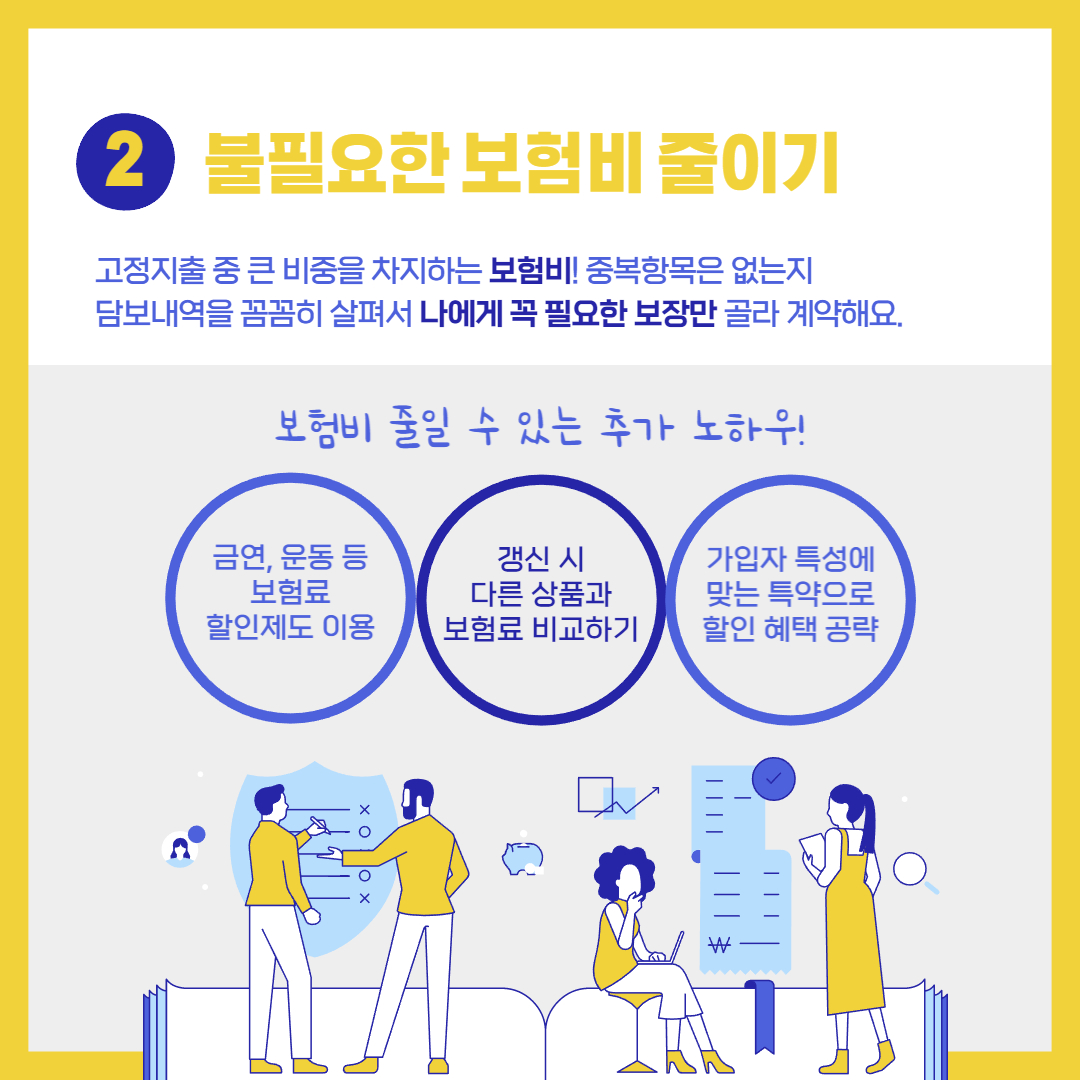 2 불필요한 보험비 줄이기
고정지출 중 큰 비중을 차지하는 보험비! 중복항목은 없는지
담보내역을 꼼꼼히 살펴서 나에게 꼭 필요한 보장만 골라 계약해요.
보험비 줄일 수 있는 추가 노하우!
금연, 운동 등
보험료
할인제도 이용
갱신 시
다른 상품과
보험료 비교하기
가입자 특성에
맞는 특약으로
할인 혜택 공략
₩